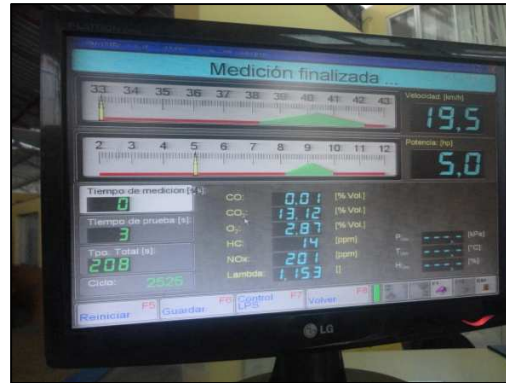 Medición finalizada ...
33 34 35 36 37 38 39 40 41 42 43
Velocidad: [km/h]
19,5
2 3 4 5 6 7 8 9 10 11 12
Potencia: [hp]
5,0
Tiempo de medición [s]:
0
Tiempo de prueba [s]:
3
Tpo. Total [s]:
208
Ciclo: 2526
CO: 0,01 [% Vol.]
CO2: 13,12 [% Vol.]
O2: 2,87 [% Vol.]
HC: 14 [ppm]
NOx: 201 [ppm]
Lambda: 1,153 []
[kPa]
[°C]
[%]
Reiniciar F5
Guardar F6
Control LPS F7
Volver F8
LG